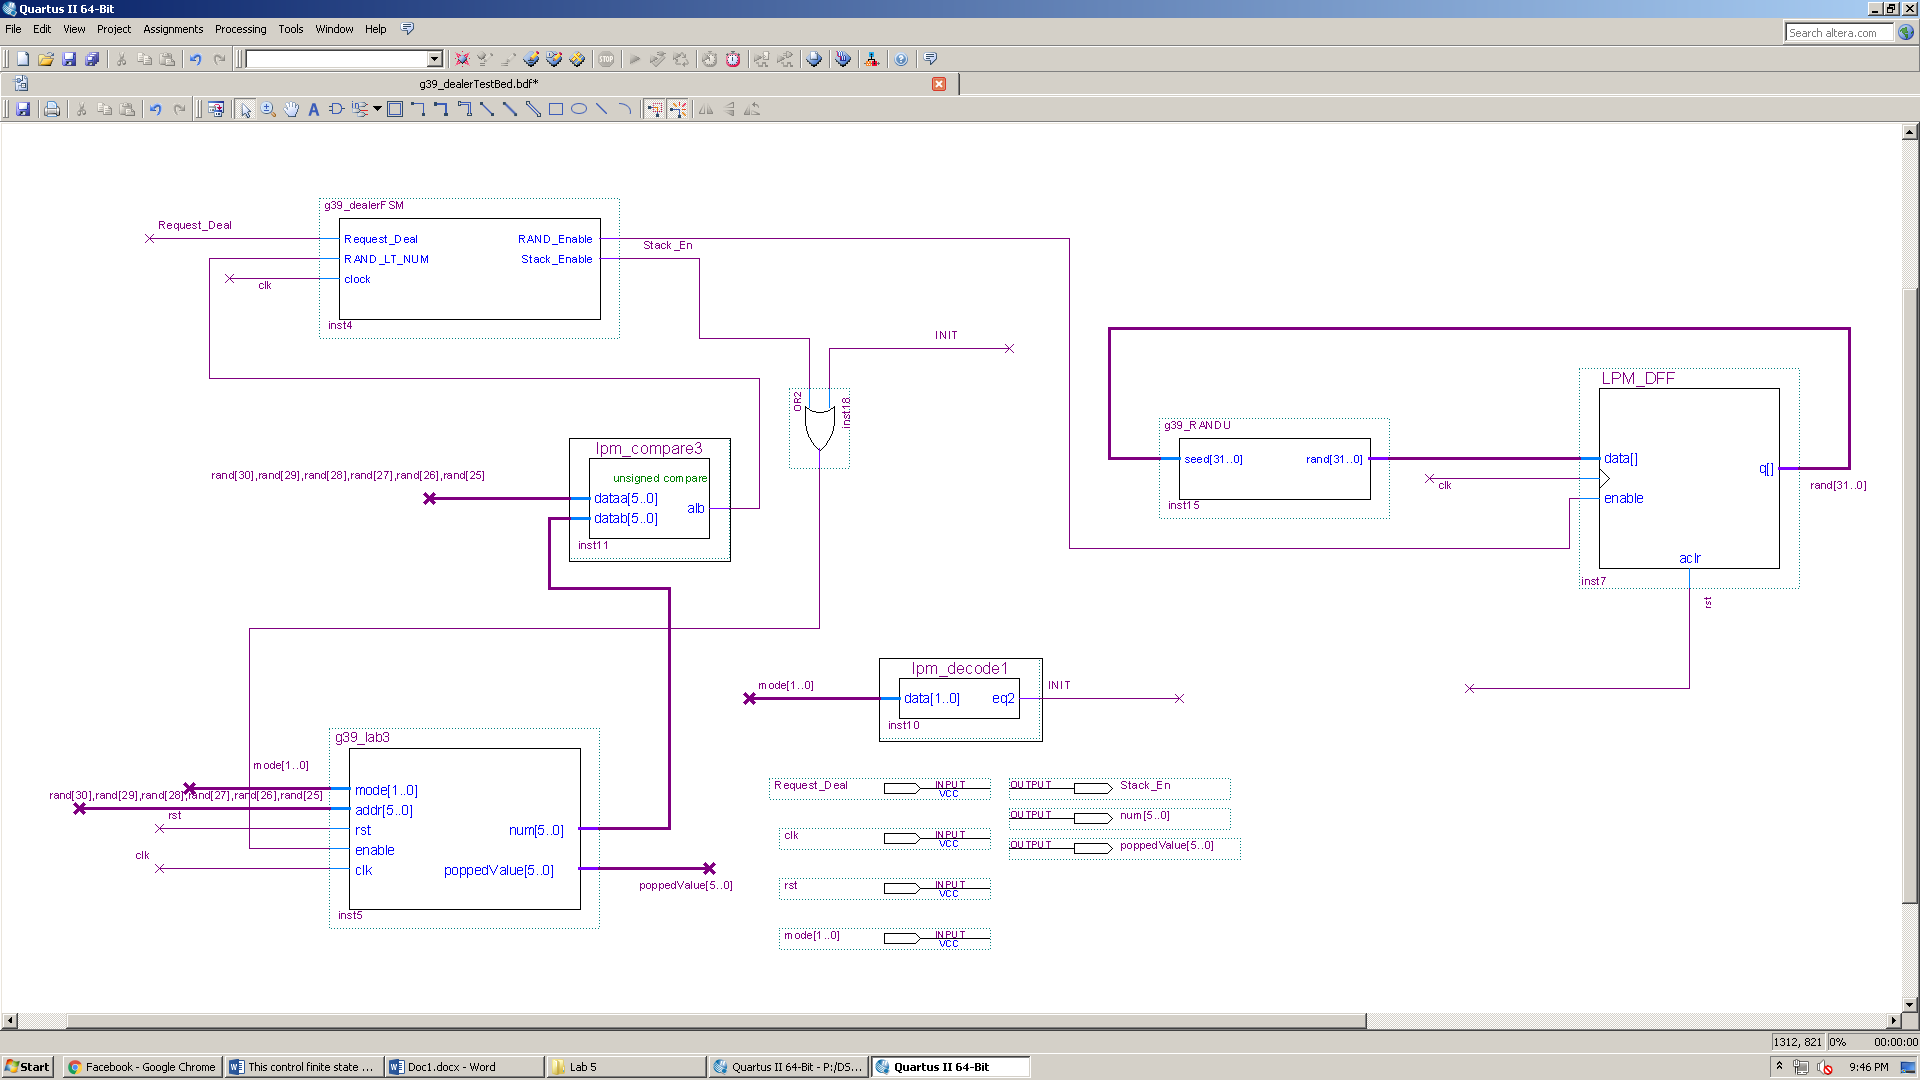 Quartus II 64-Bit
File Edit View Project Assignments Processing Tools Window Help
Search altera.com
STOP
g39_dealerTestBed.bdf*
A
g39_dealerFSM
Request_Deal
Request_Deal RAND_Enable
Stack_En
RAND_LT_NUM Stack_Enable
clock
clk
inst4
INIT
LPM_DFF
OR2
inst18
g39_RANDU
lpm_compare3
unsigned compare
seed[31..0] rand[31..0]
data[]
q[]
rand[30],rand[29],rand[28],rand[27],rand[26],rand[25]
clk
rand[31..0]
dataa[5..0]
enable
alb
datab[5..0]
inst15
inst11
aclr
inst7
rst
lpm_decode1
mode[1..0]
INIT
data[1..0] eq2
inst10
g39_lab3
mode[1..0]
mode[1..0]
rand[30],rand[29],rand[28],rand[27],rand[26],rand[25]
addr[5..0]
rst
rst num[5..0]
enable
clk
clk poppedValue[5..0]
poppedValue[5..0]
inst5
Request_Deal INPUT VCC
OUTPUT Stack_En
OUTPUT num[5..0]
clk INPUT VCC
OUTPUT poppedValue[5..0]
rst INPUT VCC
mode[1..0] INPUT VCC
1312, 821 0% 00:00:00
Start Facebook - Google Chrome This control finite state ... Doc1.docx - Word Lab 5 Quartus II 64-Bit - P:/DS... Quartus II 64-Bit 9:46 PM